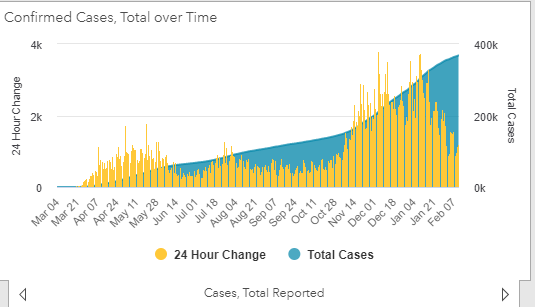 Confirmed Cases, Total over Time
4k
400k
24 Hour Change
2k
200k
Total Cases
0
0k
Mar 04
Mar 21
Apr 07
Apr 24
May 11
May 28
Jun 14
Jul 01
Jul 18
Aug 04
Aug 21
Sep 07
Sep 24
Oct 11
Oct 28
Nov 14
Dec 01
Dec 18
Jan 04
Jan 21
Feb 07
24 Hour Change
Total Cases
Cases, Total Reported